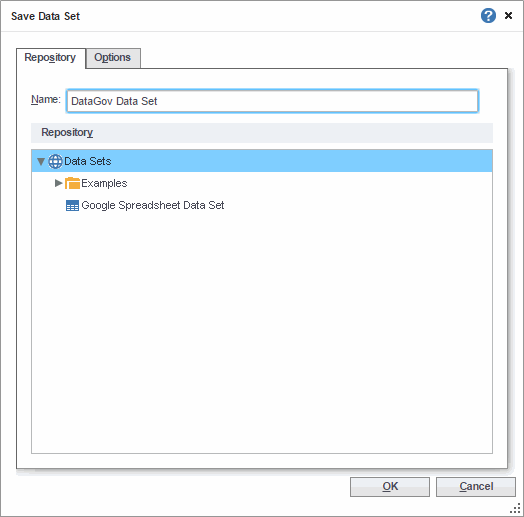 Save Data Set ?
Repository Options
Name: DataGov Data Set
Repository
Data Sets
Examples
Google Spreadsheet Data Set
OK Cancel